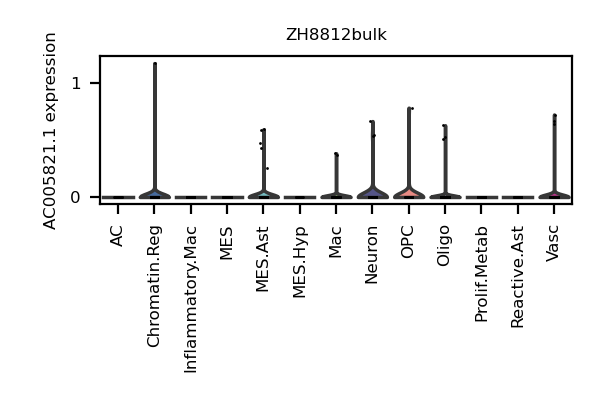 ZH8812bulk
AC005821.1 expression
1
0
AC
Chromatin.Reg
Inflammatory.Mac
MES
MES.Ast
MES.Hyp
Mac
Neuron
OPC
Oligo
Prolif.Metab
Reactive.Ast
Vasc